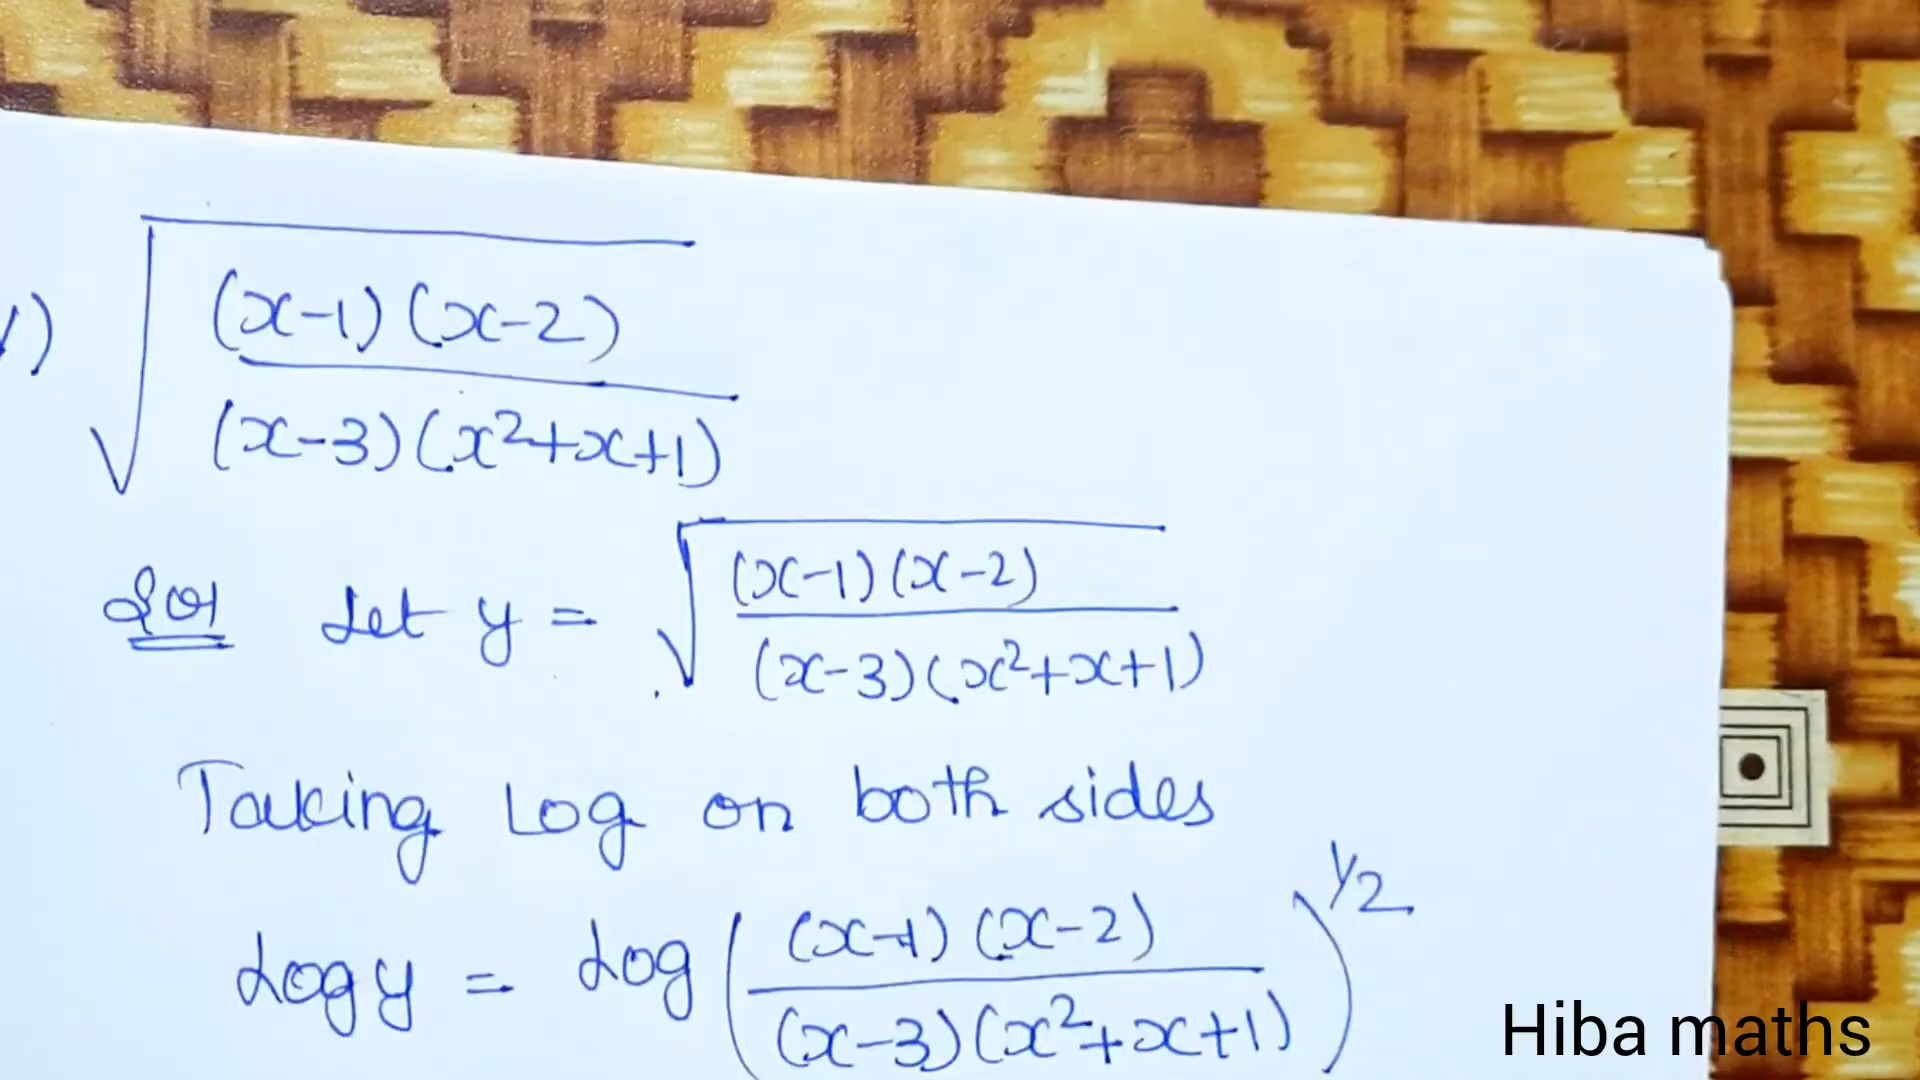 √((x-1)(x-2) / (x-3)(x²+x+1))
Sol Let y = √((x-1)(x-2) / (x-3)(x²+x+1))
Taking Log on both sides
Log y = Log ((x-1)(x-2) / (x-3)(x²+x+1))^1/2
Hiba maths